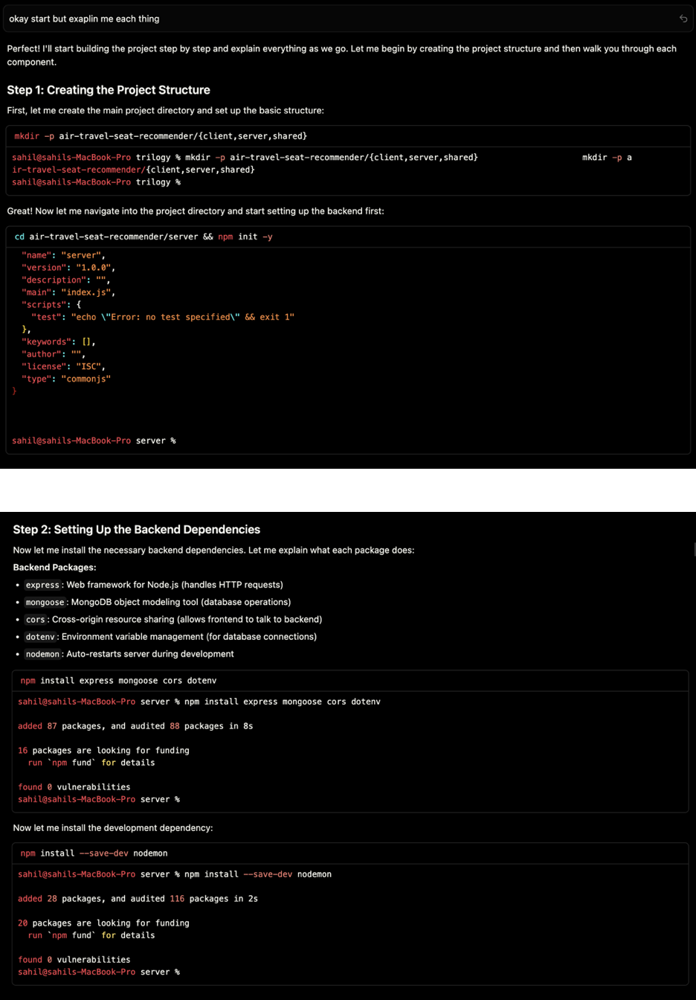 okay start but exaplin me each thing
Perfect! I'll start building the project step by step and explain everything as we go. Let me begin by creating the project structure and then walk you through each
component.
Step 1: Creating the Project Structure
First, let me create the main project directory and set up the basic structure:
mkdir -p air-travel-seat-recommender/{client,server,shared}
sahil@sahils-MacBook-Pro trilogy % mkdir -p air-travel-seat-recommender/{client,server,shared} mkdir -p a
ir-travel-seat-recommender/{client,server,shared}
sahil@sahils-MacBook-Pro trilogy %
Great! Now let me navigate into the project directory and start setting up the backend first:
cd air-travel-seat-recommender/server && npm init -y
"name": "server",
"version": "1.0.0",
"description": "",
"main": "index.js",
"scripts": {
"test": "echo \"Error: no test specified\" && exit 1"
},
"keywords": [],
"author": "",
"license": "ISC",
"type": "commonjs"
}
sahil@sahils-MacBook-Pro server %
Step 2: Setting Up the Backend Dependencies
Now let me install the necessary backend dependencies. Let me explain what each package does:
Backend Packages:
• express: Web framework for Node.js (handles HTTP requests)
• mongoose: MongoDB object modeling tool (database operations)
• cors: Cross-origin resource sharing (allows frontend to talk to backend)
• dotenv: Environment variable management (for database connections)
• nodemon: Auto-restarts server during development
npm install express mongoose cors dotenv
sahil@sahils-MacBook-Pro server % npm install express mongoose cors dotenv
added 87 packages, and audited 88 packages in 8s
16 packages are looking for funding
run `npm fund` for details
found 0 vulnerabilities
sahil@sahils-MacBook-Pro server %
Now let me install the development dependency:
npm install --save-dev nodemon
sahil@sahils-MacBook-Pro server % npm install --save-dev nodemon
added 28 packages, and audited 116 packages in 2s
20 packages are looking for funding
run `npm fund` for details
found 0 vulnerabilities
sahil@sahils-MacBook-Pro server %